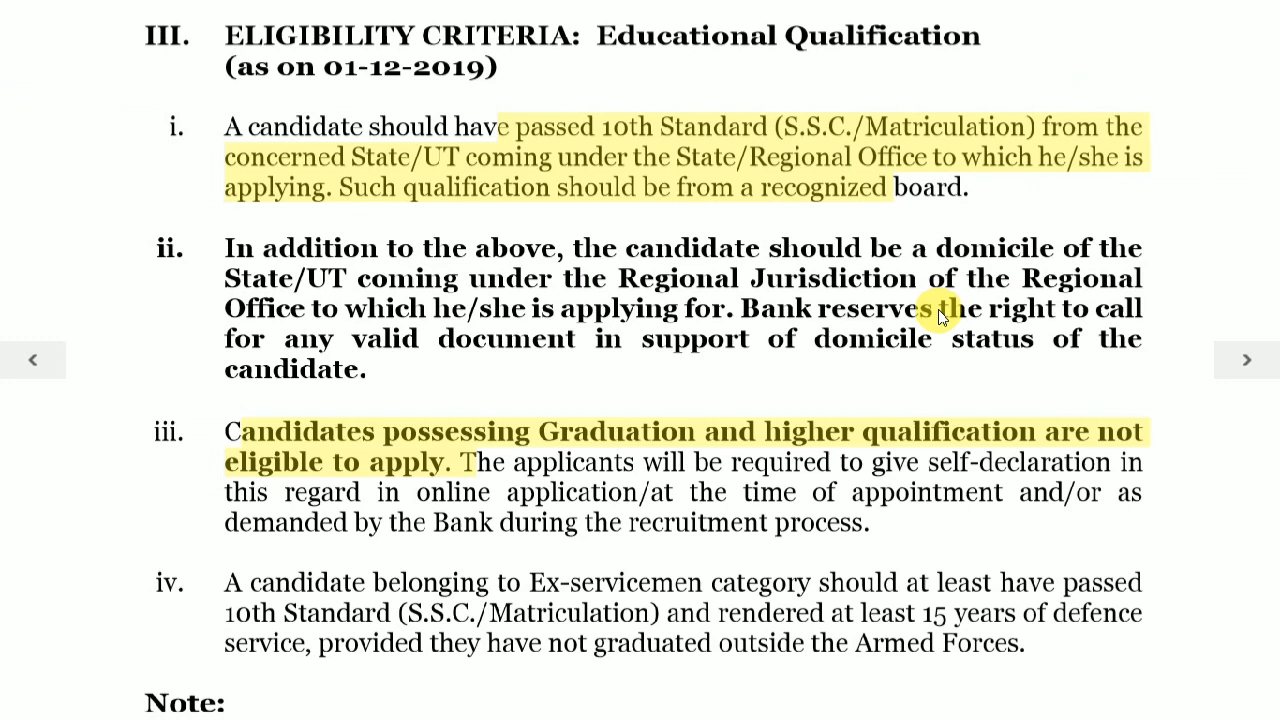 III. ELIGIBILITY CRITERIA: Educational Qualification
(as on 01-12-2019)
i. A candidate should have passed 10th Standard (S.S.C./Matriculation) from the
concerned State/UT coming under the State/Regional Office to which he/she is
applying. Such qualification should be from a recognized board.
ii. In addition to the above, the candidate should be a domicile of the
State/UT coming under the Regional Jurisdiction of the Regional
Office to which he/she is applying for. Bank reserves the right to call
for any valid document in support of domicile status of the
candidate.
iii. Candidates possessing Graduation and higher qualification are not
eligible to apply. The applicants will be required to give self-declaration in
this regard in online application/at the time of appointment and/or as
demanded by the Bank during the recruitment process.
iv. A candidate belonging to Ex-servicemen category should at least have passed
10th Standard (S.S.C./Matriculation) and rendered at least 15 years of defence
service, provided they have not graduated outside the Armed Forces.
Note: